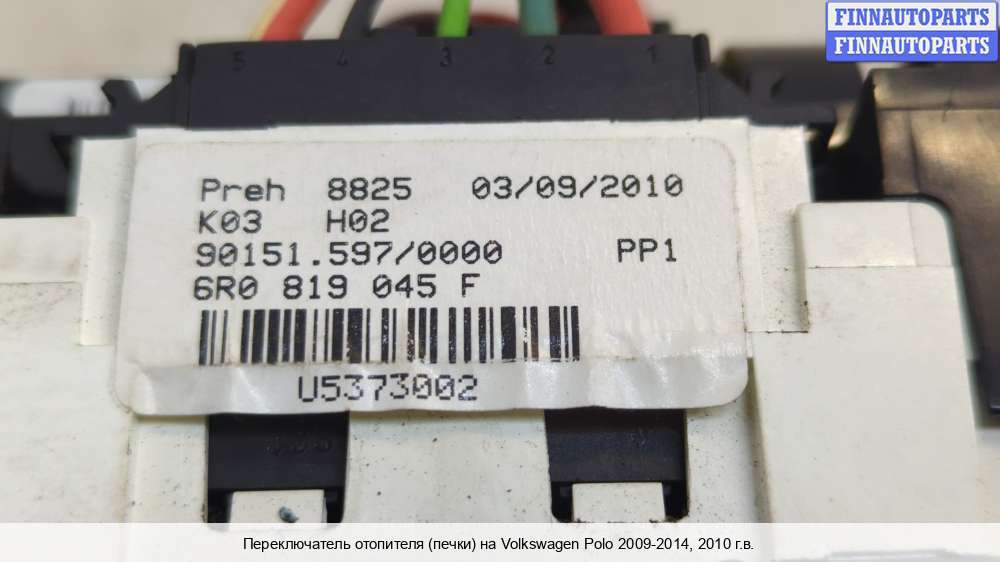 FINNAUTOPARTS
FINNAUTOPARTS
5 4 3 2 1
Preh 8825 03/09/2010
K03 H02
90151.597/0000 PP1
6R0 819 045 F
U5373002
Переключатель отопителя (печки) на Volkswagen Polo 2009-2014, 2010 г.в.